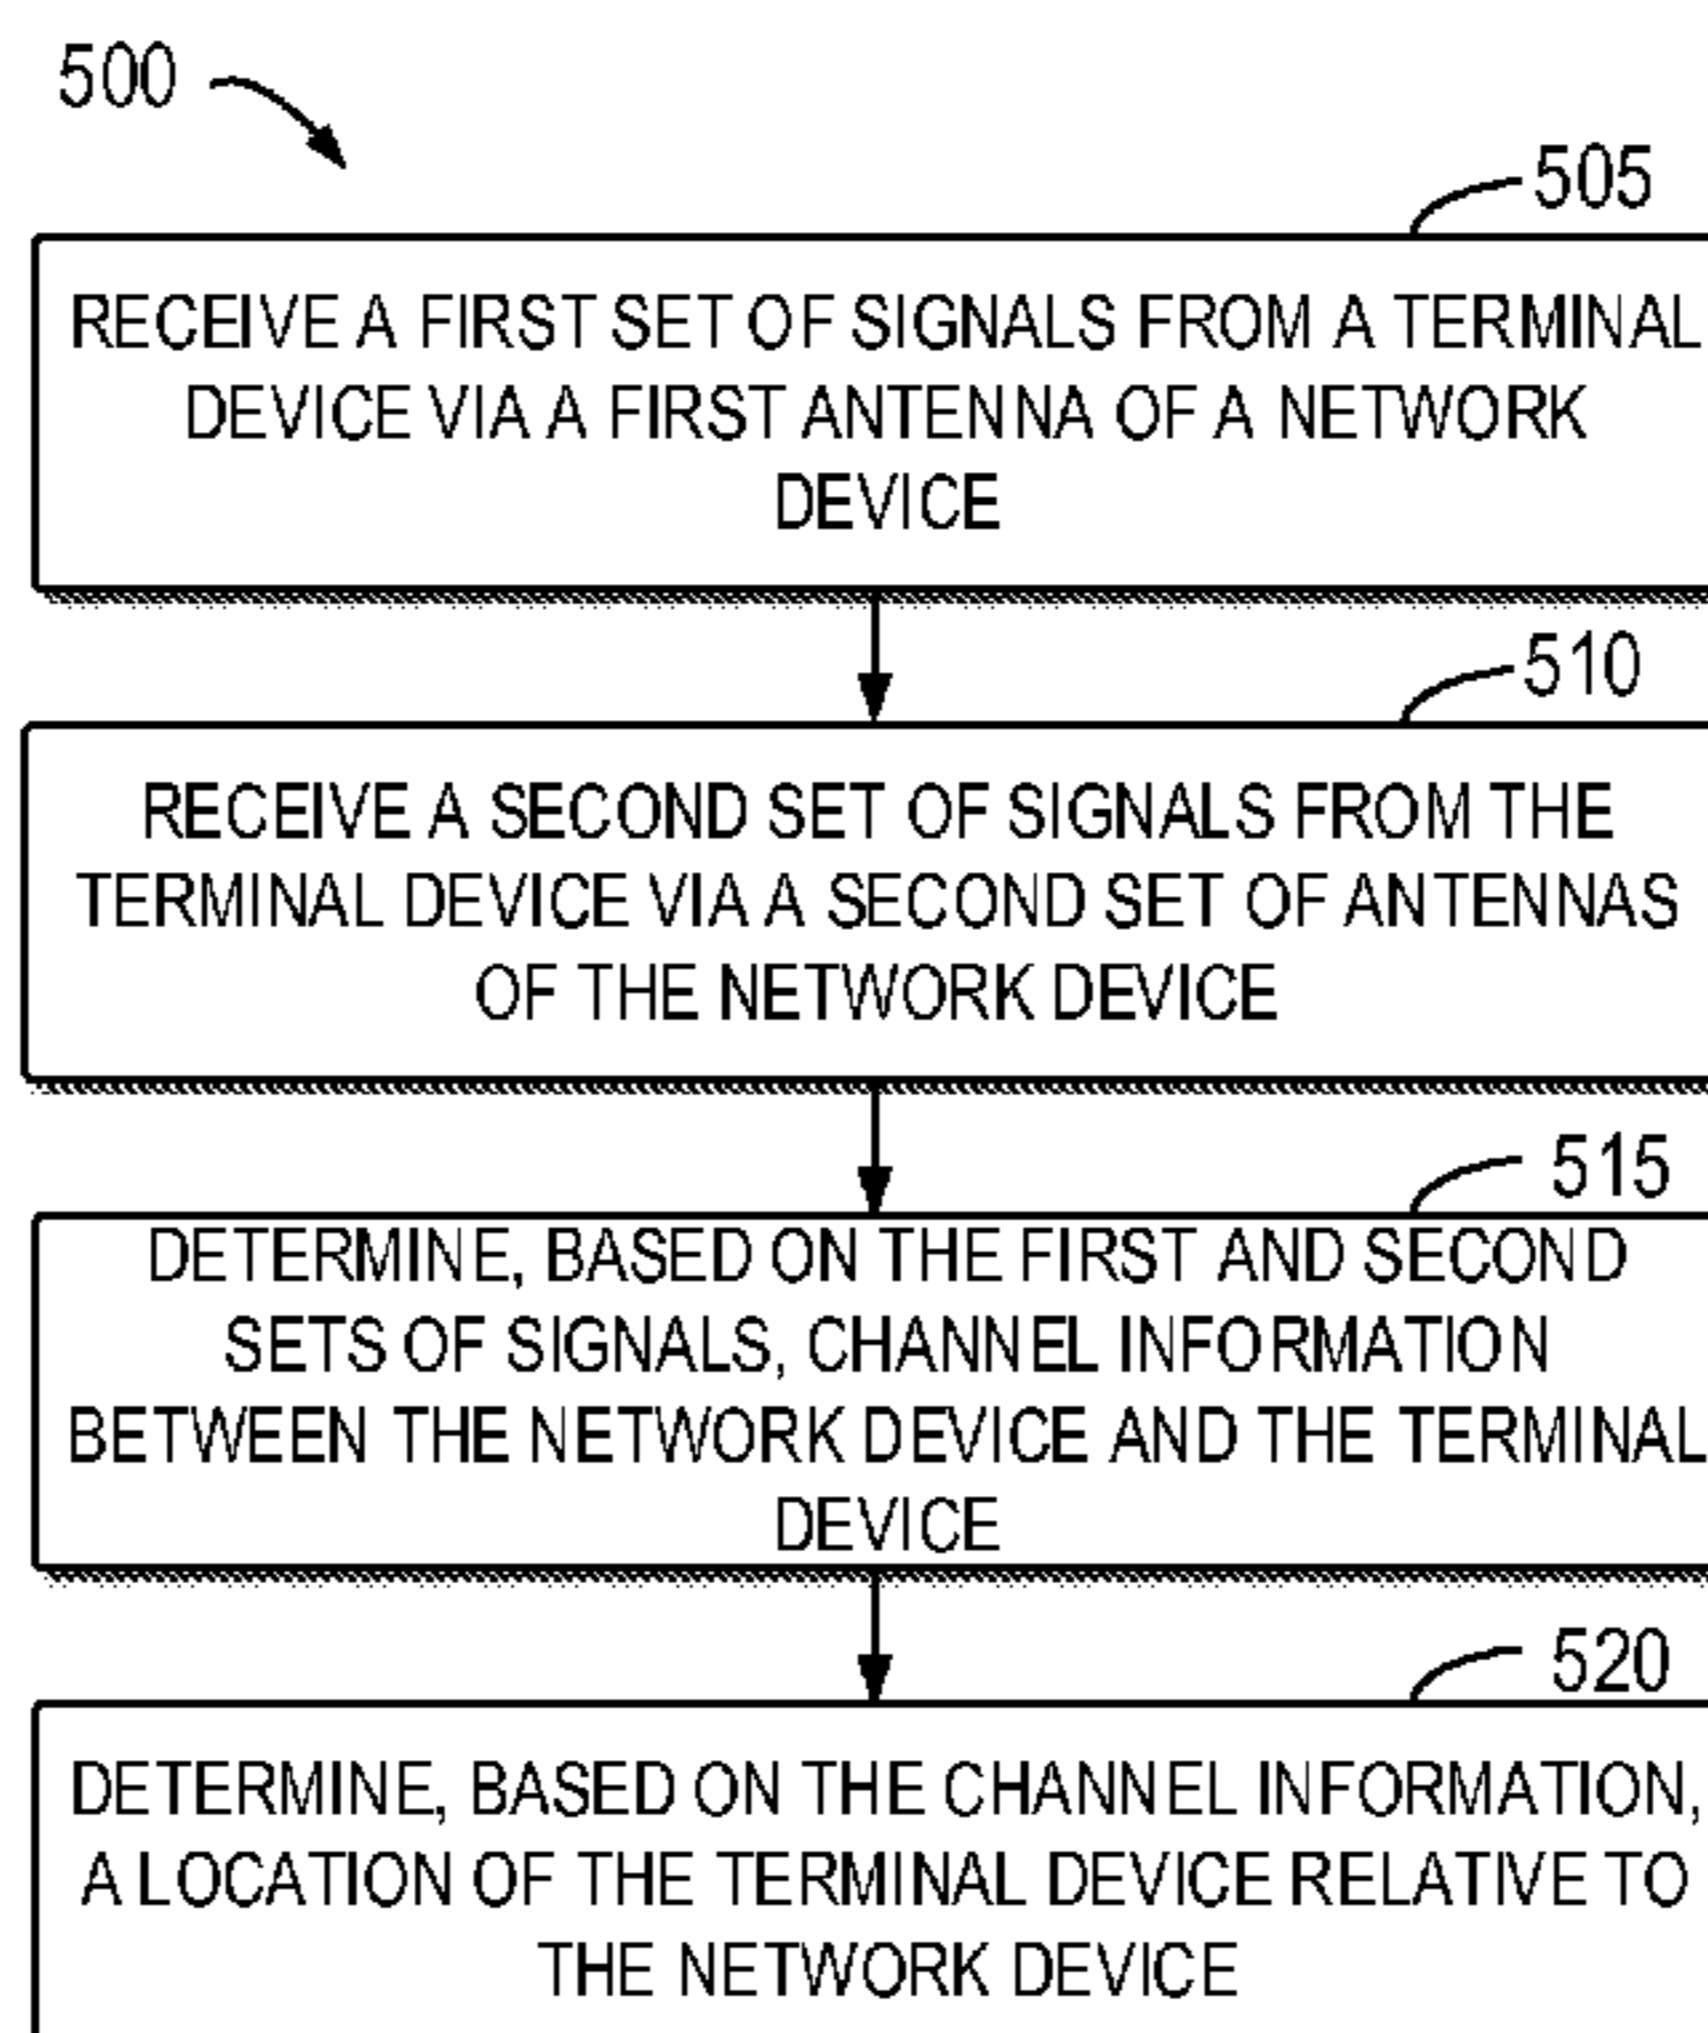 500
505
RECEIVE A FIRST SET OF SIGNALS FROM A TERMINAL
DEVICE VIA A FIRST ANTENNA OF A NETWORK
DEVICE
510
RECEIVE A SECOND SET OF SIGNALS FROM THE
TERMINAL DEVICE VIA A SECOND SET OF ANTENNAS
OF THE NETWORK DEVICE
515
DETERMINE, BASED ON THE FIRST AND SECOND
SETS OF SIGNALS, CHANNEL INFORMATION
BETWEEN THE NETWORK DEVICE AND THE TERMINAL
DEVICE
520
DETERMINE, BASED ON THE CHANNEL INFORMATION,
A LOCATION OF THE TERMINAL DEVICE RELATIVE TO
THE NETWORK DEVICE